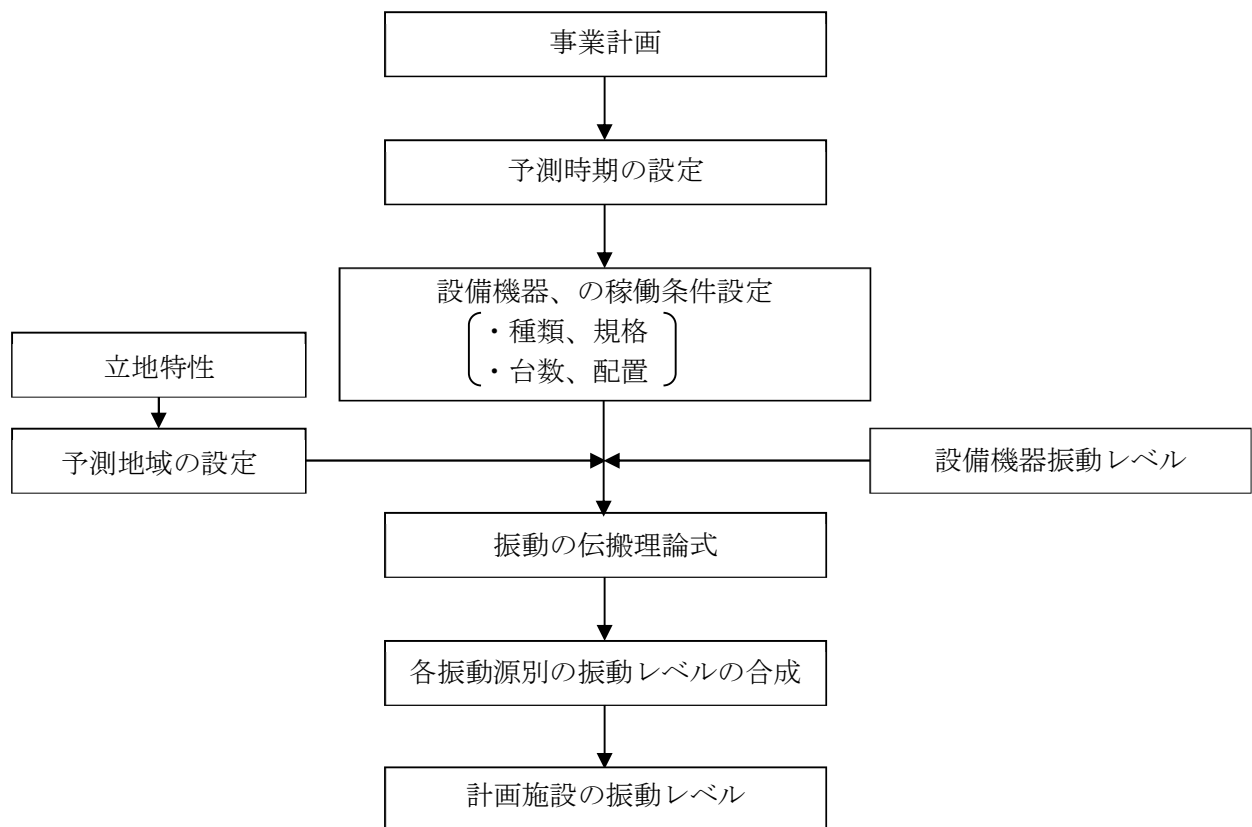 事業計画
予測時期の設定
設備機器、の稼働条件設定
・種類、規格
・台数、配置
立地特性
予測地域の設定
設備機器振動レベル
振動の伝搬理論式
各振動源別の振動レベルの合成
計画施設の振動レベル